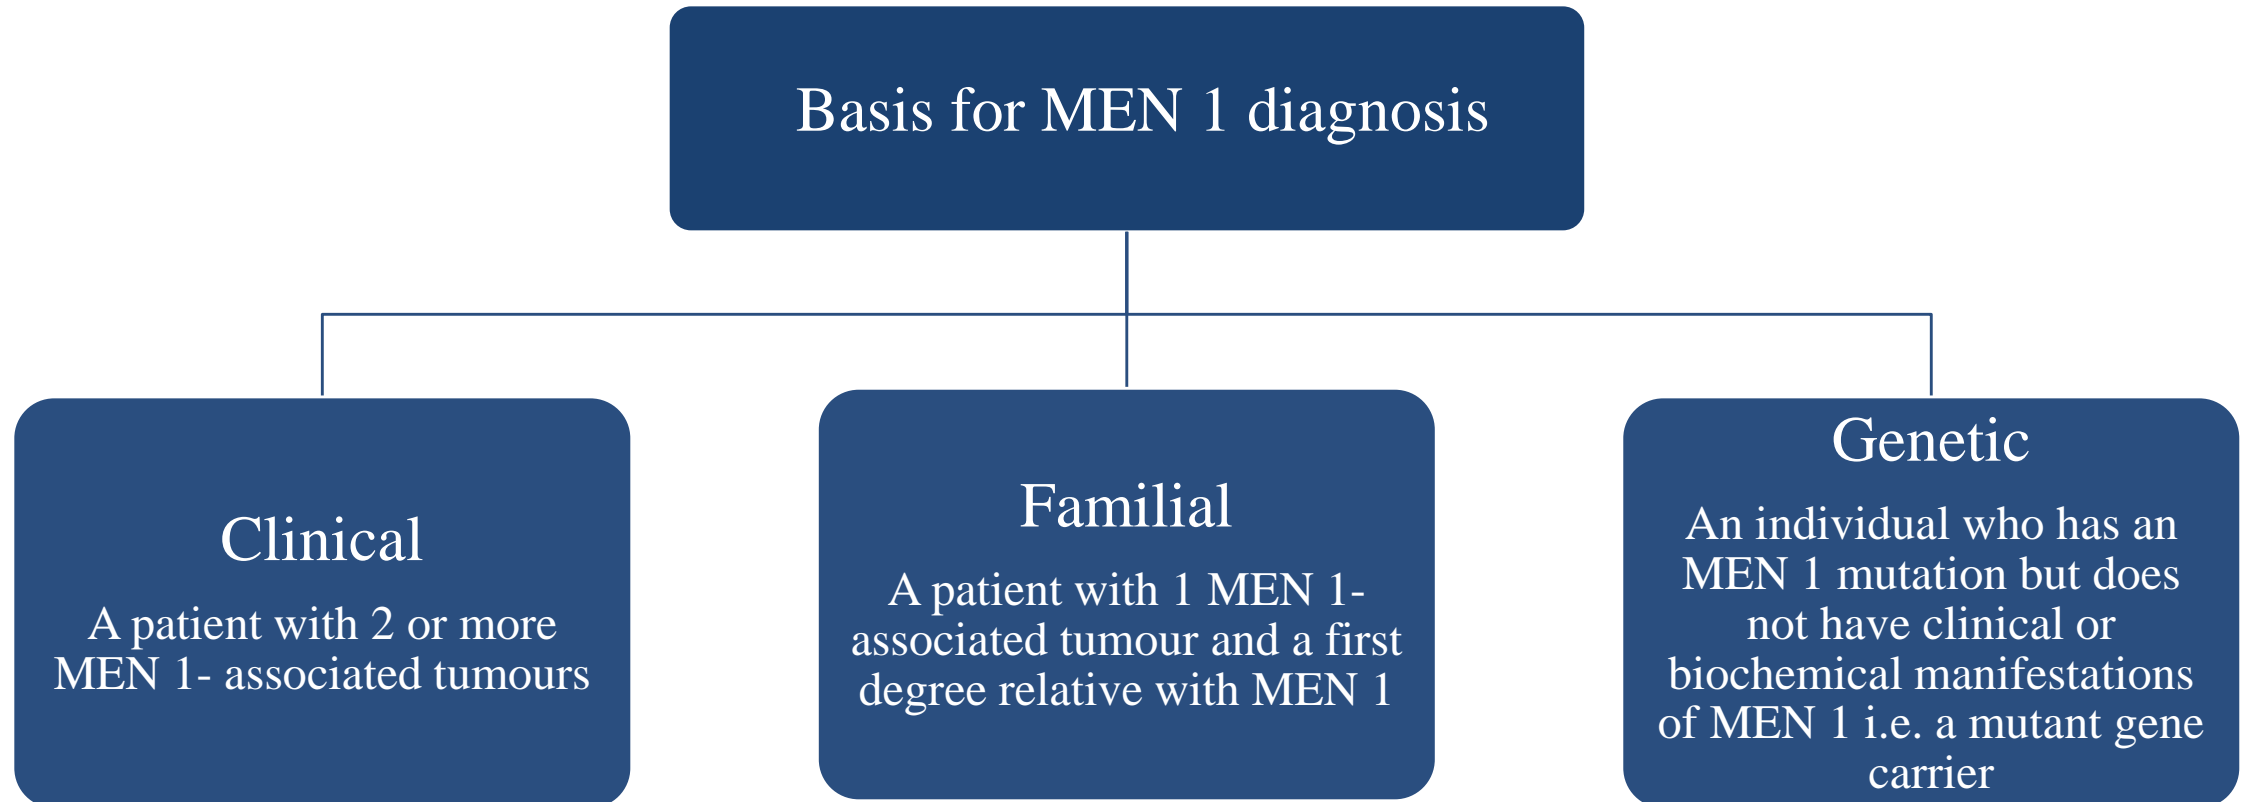 Basis for MEN 1 diagnosis
Clinical
A patient with 2 or more
MEN 1- associated tumours
Familial
A patient with 1 MEN 1-
associated tumour and a first
degree relative with MEN 1
Genetic
An individual who has an
MEN 1 mutation but does
not have clinical or
biochemical manifestations
of MEN 1 i.e. a mutant gene
carrier